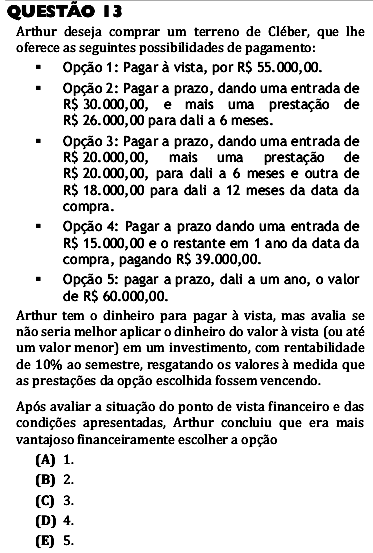 QUESTÃO 13
Arthur deseja comprar um terreno de Cléber, que lhe
oferece as seguintes possibilidades de pagamento:
▪ Opção 1: Pagar à vista, por R$ 55.000,00.
▪ Opção 2: Pagar a prazo, dando uma entrada de
R$ 30.000,00, e mais uma prestação de
R$ 26.000,00 para dali a 6 meses.
▪ Opção 3: Pagar a prazo, dando uma entrada de
R$ 20.000,00, mais uma prestação de
R$ 20.000,00, para dali a 6 meses e outra de
R$ 18.000,00 para dali a 12 meses da data da
compra.
▪ Opção 4: Pagar a prazo dando uma entrada de
R$ 15.000,00 e o restante em 1 ano da data da
compra, pagando R$ 39.000,00.
▪ Opção 5: pagar a prazo, dali a um ano, o valor
de R$ 60.000,00.
Arthur tem o dinheiro para pagar à vista, mas avalia se
não seria melhor aplicar o dinheiro do valor à vista (ou até
um valor menor) em um investimento, com rentabilidade
de 10% ao semestre, resgatando os valores à medida que
as prestações da opção escolhida fossem vencendo.
Após avaliar a situação do ponto de vista financeiro e das
condições apresentadas, Arthur concluiu que era mais
vantajoso financeiramente escolher a opção
(A) 1.
(B) 2.
(C) 3.
(D) 4.
(E) 5.